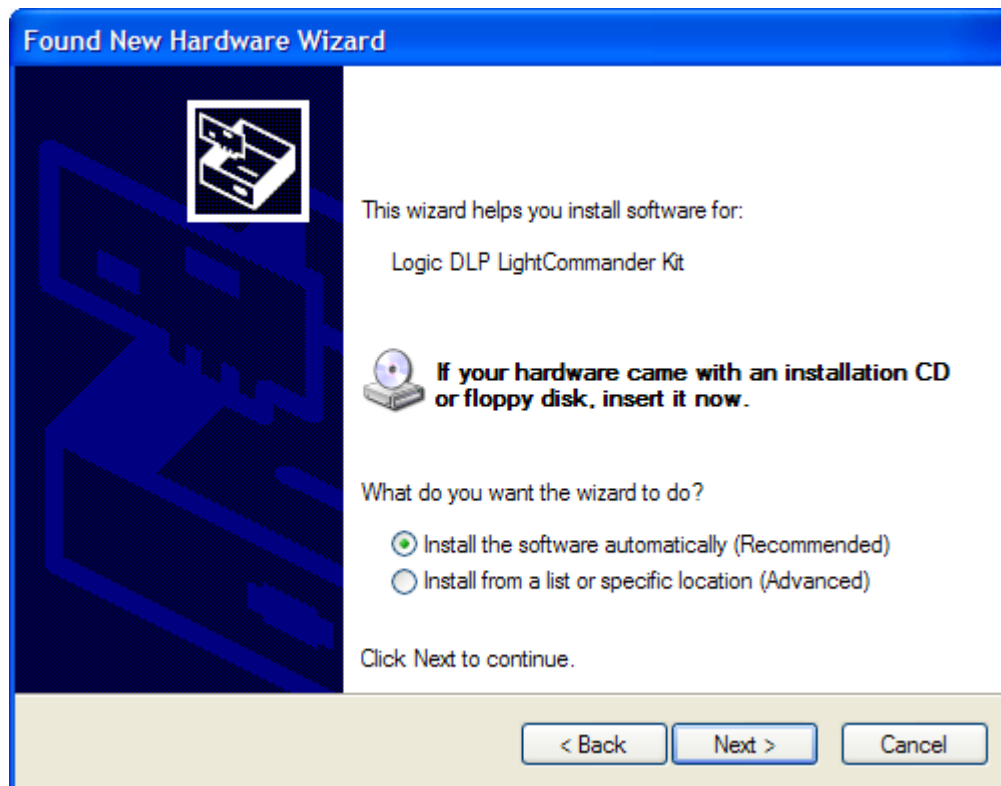 Found New Hardware Wizard
This wizard helps you install software for:
Logic DLP LightCommander Kit
If your hardware came with an installation CD
or floppy disk, insert it now.
What do you want the wizard to do?
Install the software automatically (Recommended)
Install from a list or specific location (Advanced)
Click Next to continue.
< Back
Next >
Cancel